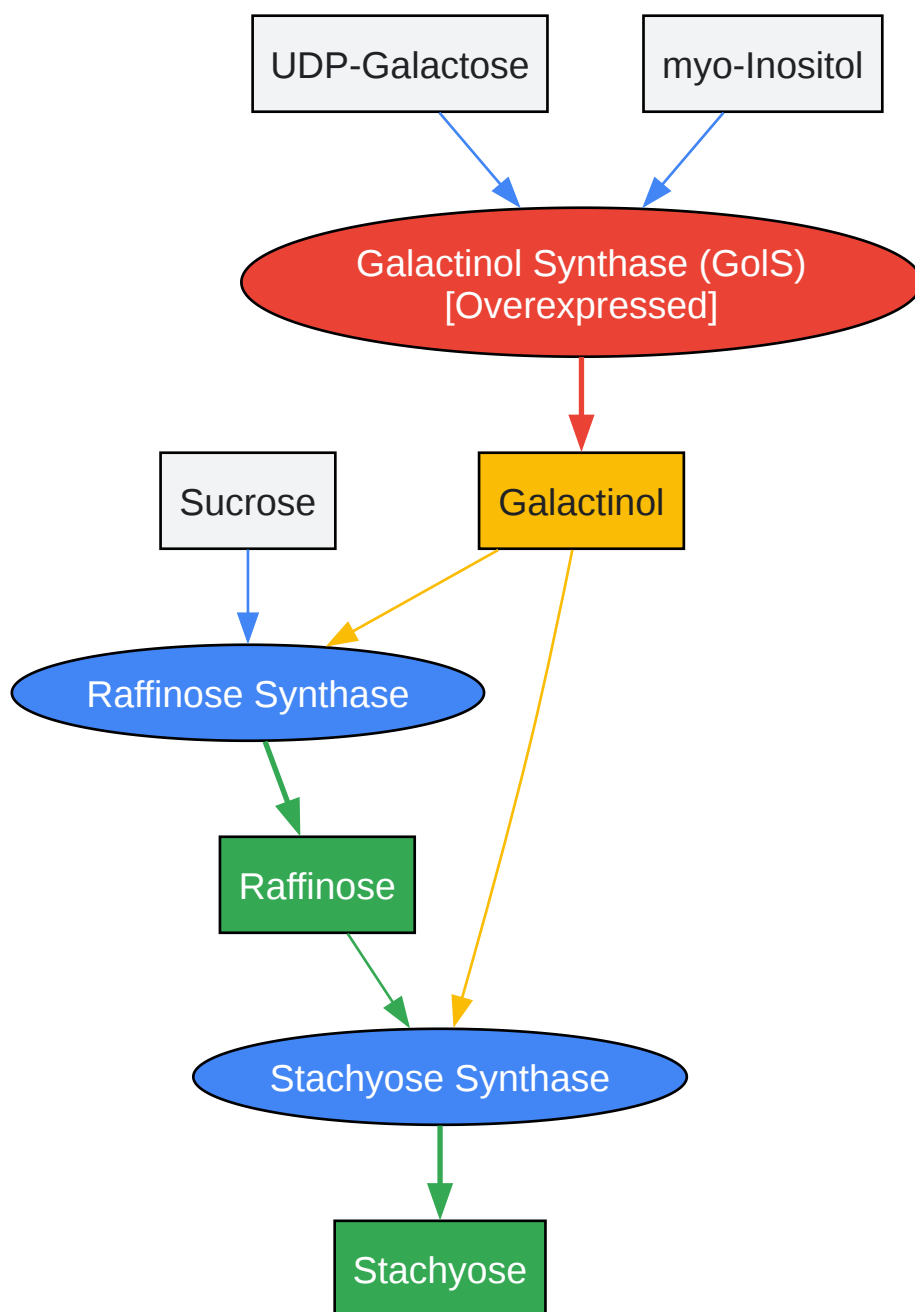 UDP-Galactose
myo-Inositol
Galactinol Synthase (GolS)
[Overexpressed]
Sucrose
Galactinol
Raffinose Synthase
Raffinose
Stachyose Synthase
Stachyose